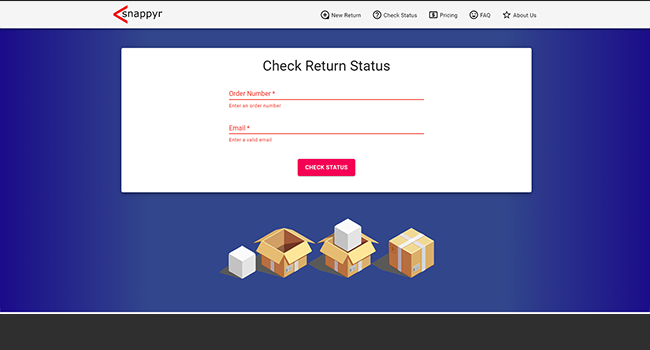 snappyr
New Return
Check Status
Pricing
FAQ
About Us
Check Return Status
Order Number *
Enter an order number
Email *
Enter a valid email
CHECK STATUS